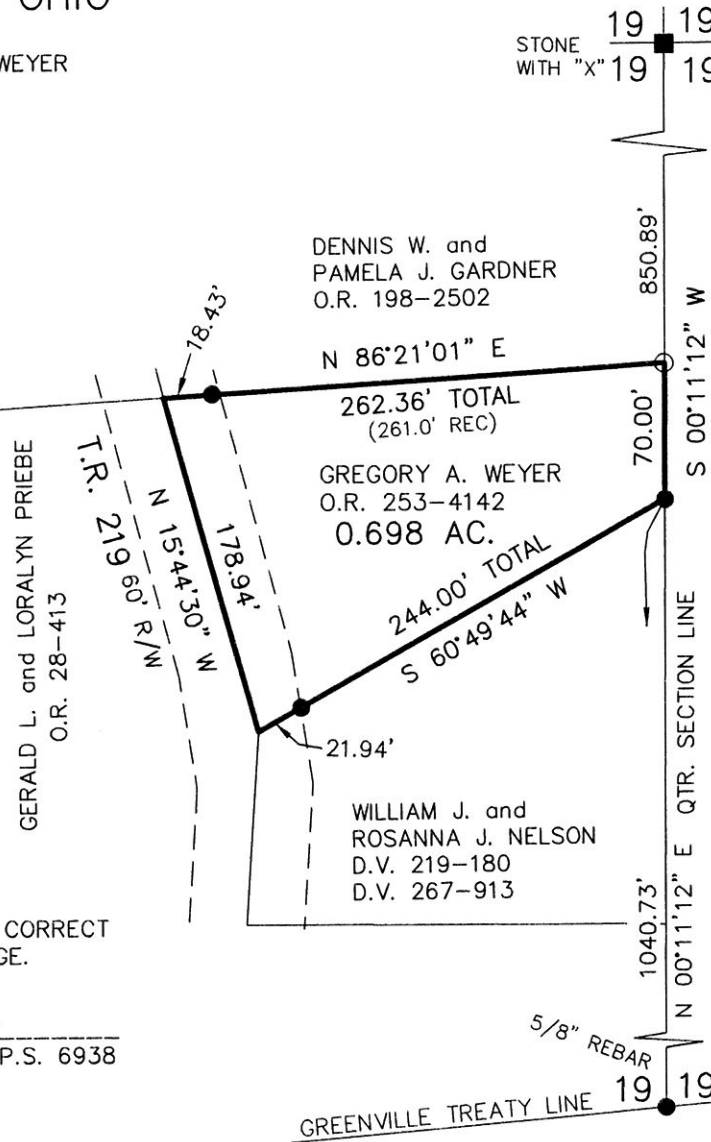 OHIO
WEYER
STONE
WITH "X"
19 19
19 19
850.89'
S 00°11'12" W
DENNIS W. and
PAMELA J. GARDNER
O.R. 198-2502
18.43'
N 86°21'01" E
262.36' TOTAL
(261.0' REC)
70.00'
GREGORY A. WEYER
O.R. 253-4142
0.698 AC.
GERALD L. and LORALYN PRIEBE
O.R. 28-413
T.R. 219 60' R/W
N 15°44'30" W
178.94'
244.00' TOTAL
S 60°49'44" W
21.94'
WILLIAM J. and
ROSANNA J. NELSON
D.V. 219-180
D.V. 267-913
1040.73'
N 00°11'12" E QTR. SECTION LINE
CORRECT
GE.
P.S. 6938
5/8" REBAR
19 19
GREENVILLE TREATY LINE